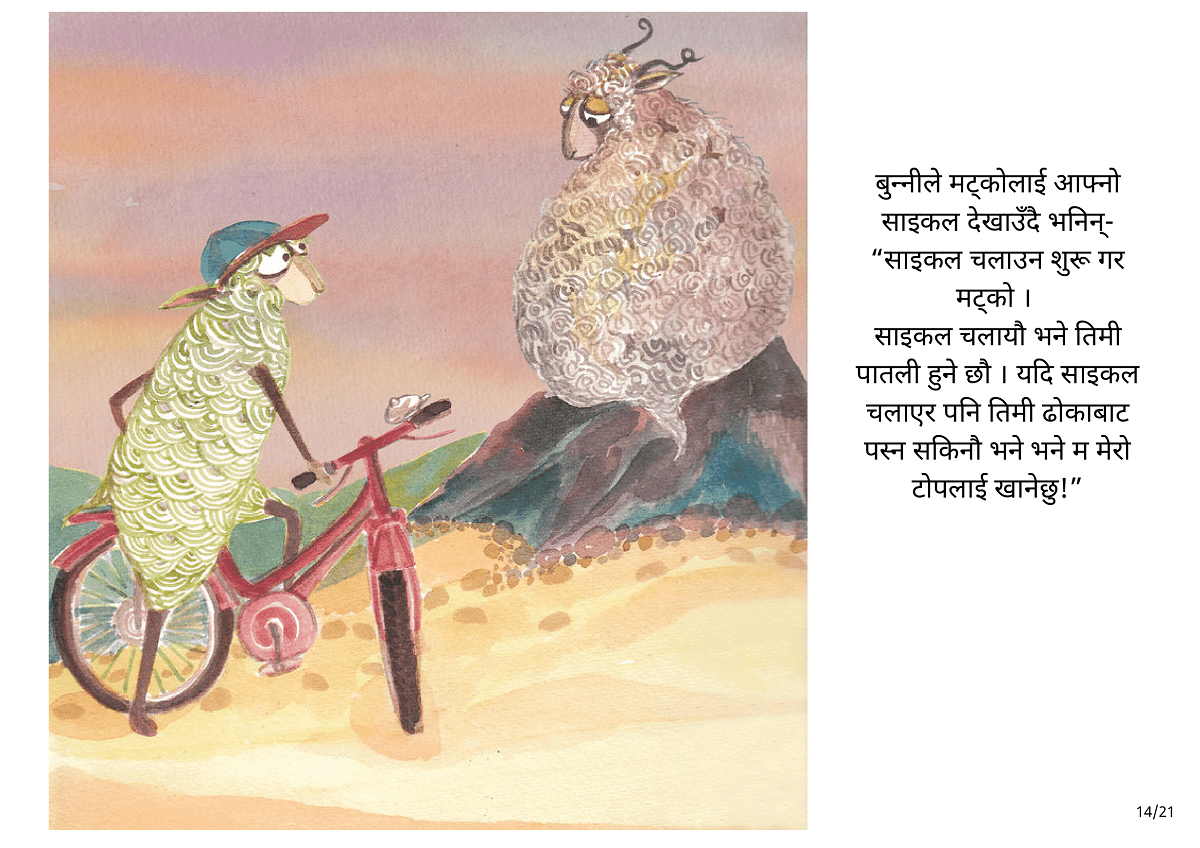 बुन्नीले मट्कोलाई आफ्नो
साइकल देखाउँदै भनिन्-
“साइकल चलाउन शुरू गर
मट्को ।
साइकल चलायौ भने तिमी
पातली हुने छौ । यदि साइकल
चलाएर पनि तिमी ढोकाबाट
पस्न सकिनौ भने भने म मेरो
टोपलाई खानेछु!”
14/21